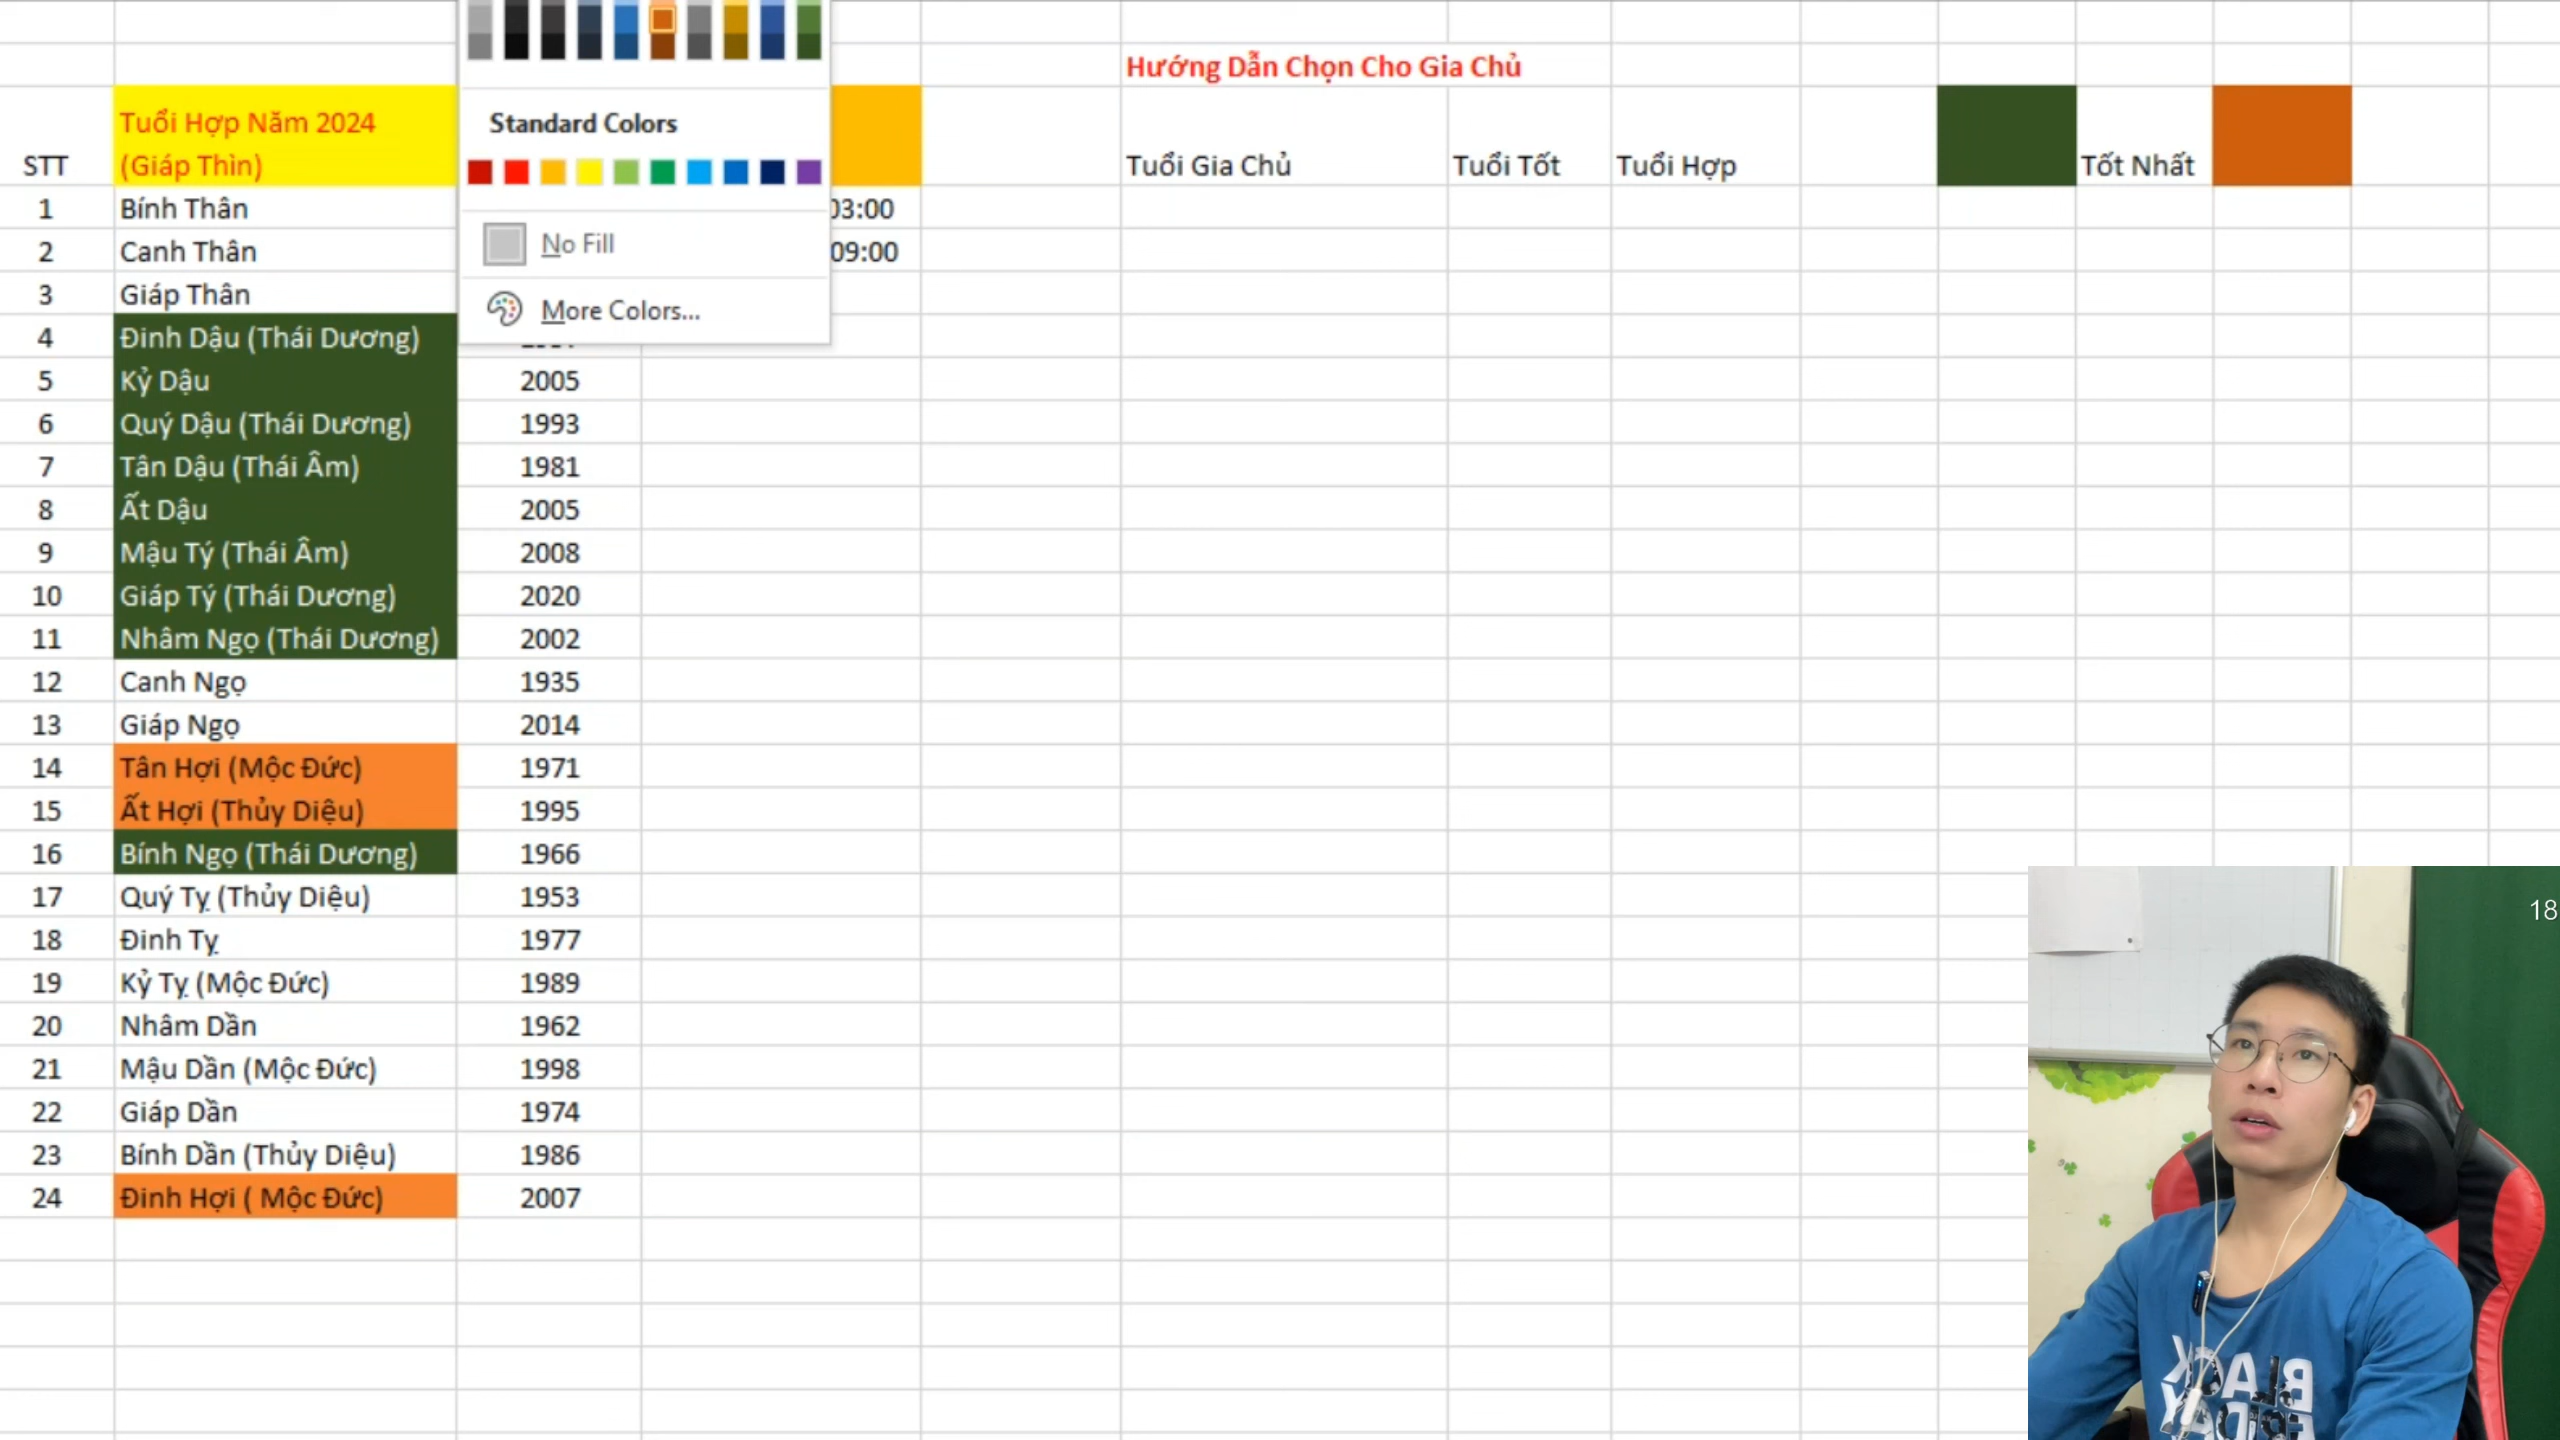 Hướng Dẫn Chọn Cho Gia Chủ
Standard Colors
No Fill
More Colors...
STT Tuổi Hợp Năm 2024 (Giáp Thìn) Tuổi Gia Chủ Tuổi Tốt Tuổi Hợp Tốt Nhất
1 Bính Thân 03:00
2 Canh Thân 09:00
3 Giáp Thân
4 Đinh Dậu (Thái Dương)
5 Kỷ Dậu 2005
6 Quý Dậu (Thái Dương) 1993
7 Tân Dậu (Thái Âm) 1981
8 Ất Dậu 2005
9 Mậu Tý (Thái Âm) 2008
10 Giáp Tý (Thái Dương) 2020
11 Nhâm Ngọ (Thái Dương) 2002
12 Canh Ngọ 1935
13 Giáp Ngọ 2014
14 Tân Hợi (Mộc Đức) 1971
15 Ất Hợi (Thủy Diệu) 1995
16 Bính Ngọ (Thái Dương) 1966
17 Quý Tỵ (Thủy Diệu) 1953
18 Đinh Tỵ 1977
19 Kỷ Tỵ (Mộc Đức) 1989
20 Nhâm Dần 1962
21 Mậu Dần (Mộc Đức) 1998
22 Giáp Dần 1974
23 Bính Dần (Thủy Diệu) 1986
24 Đinh Hợi ( Mộc Đức) 2007
18
BLACK